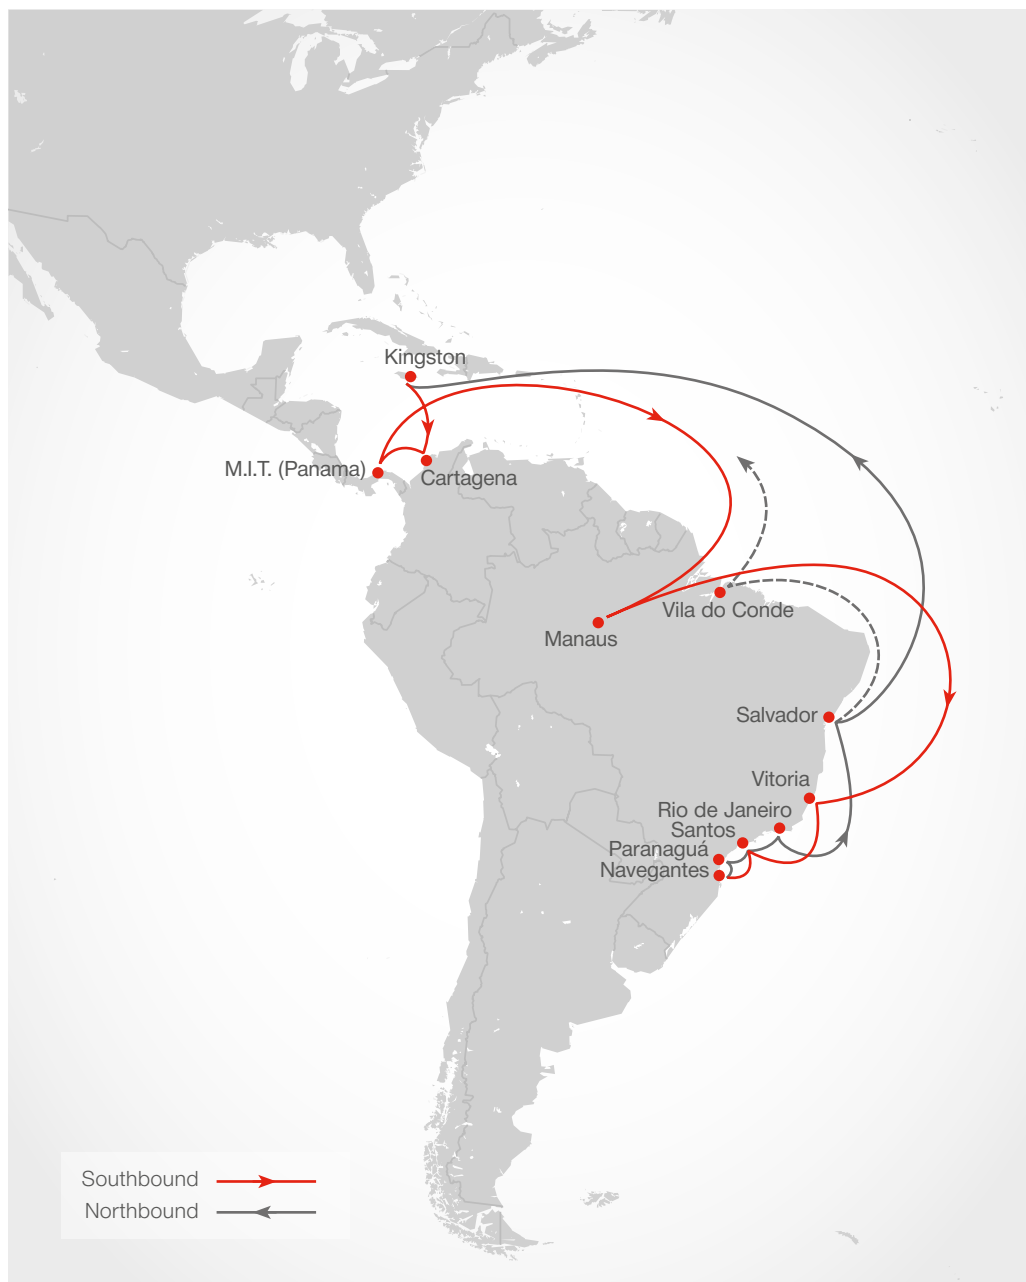 Kingston
M.I.T. (Panama)
Cartagena
Vila do Conde
Manaus
Salvador
Vitoria
Rio de Janeiro
Santos
Paranaguá
Navegantes
Southbound
Northbound